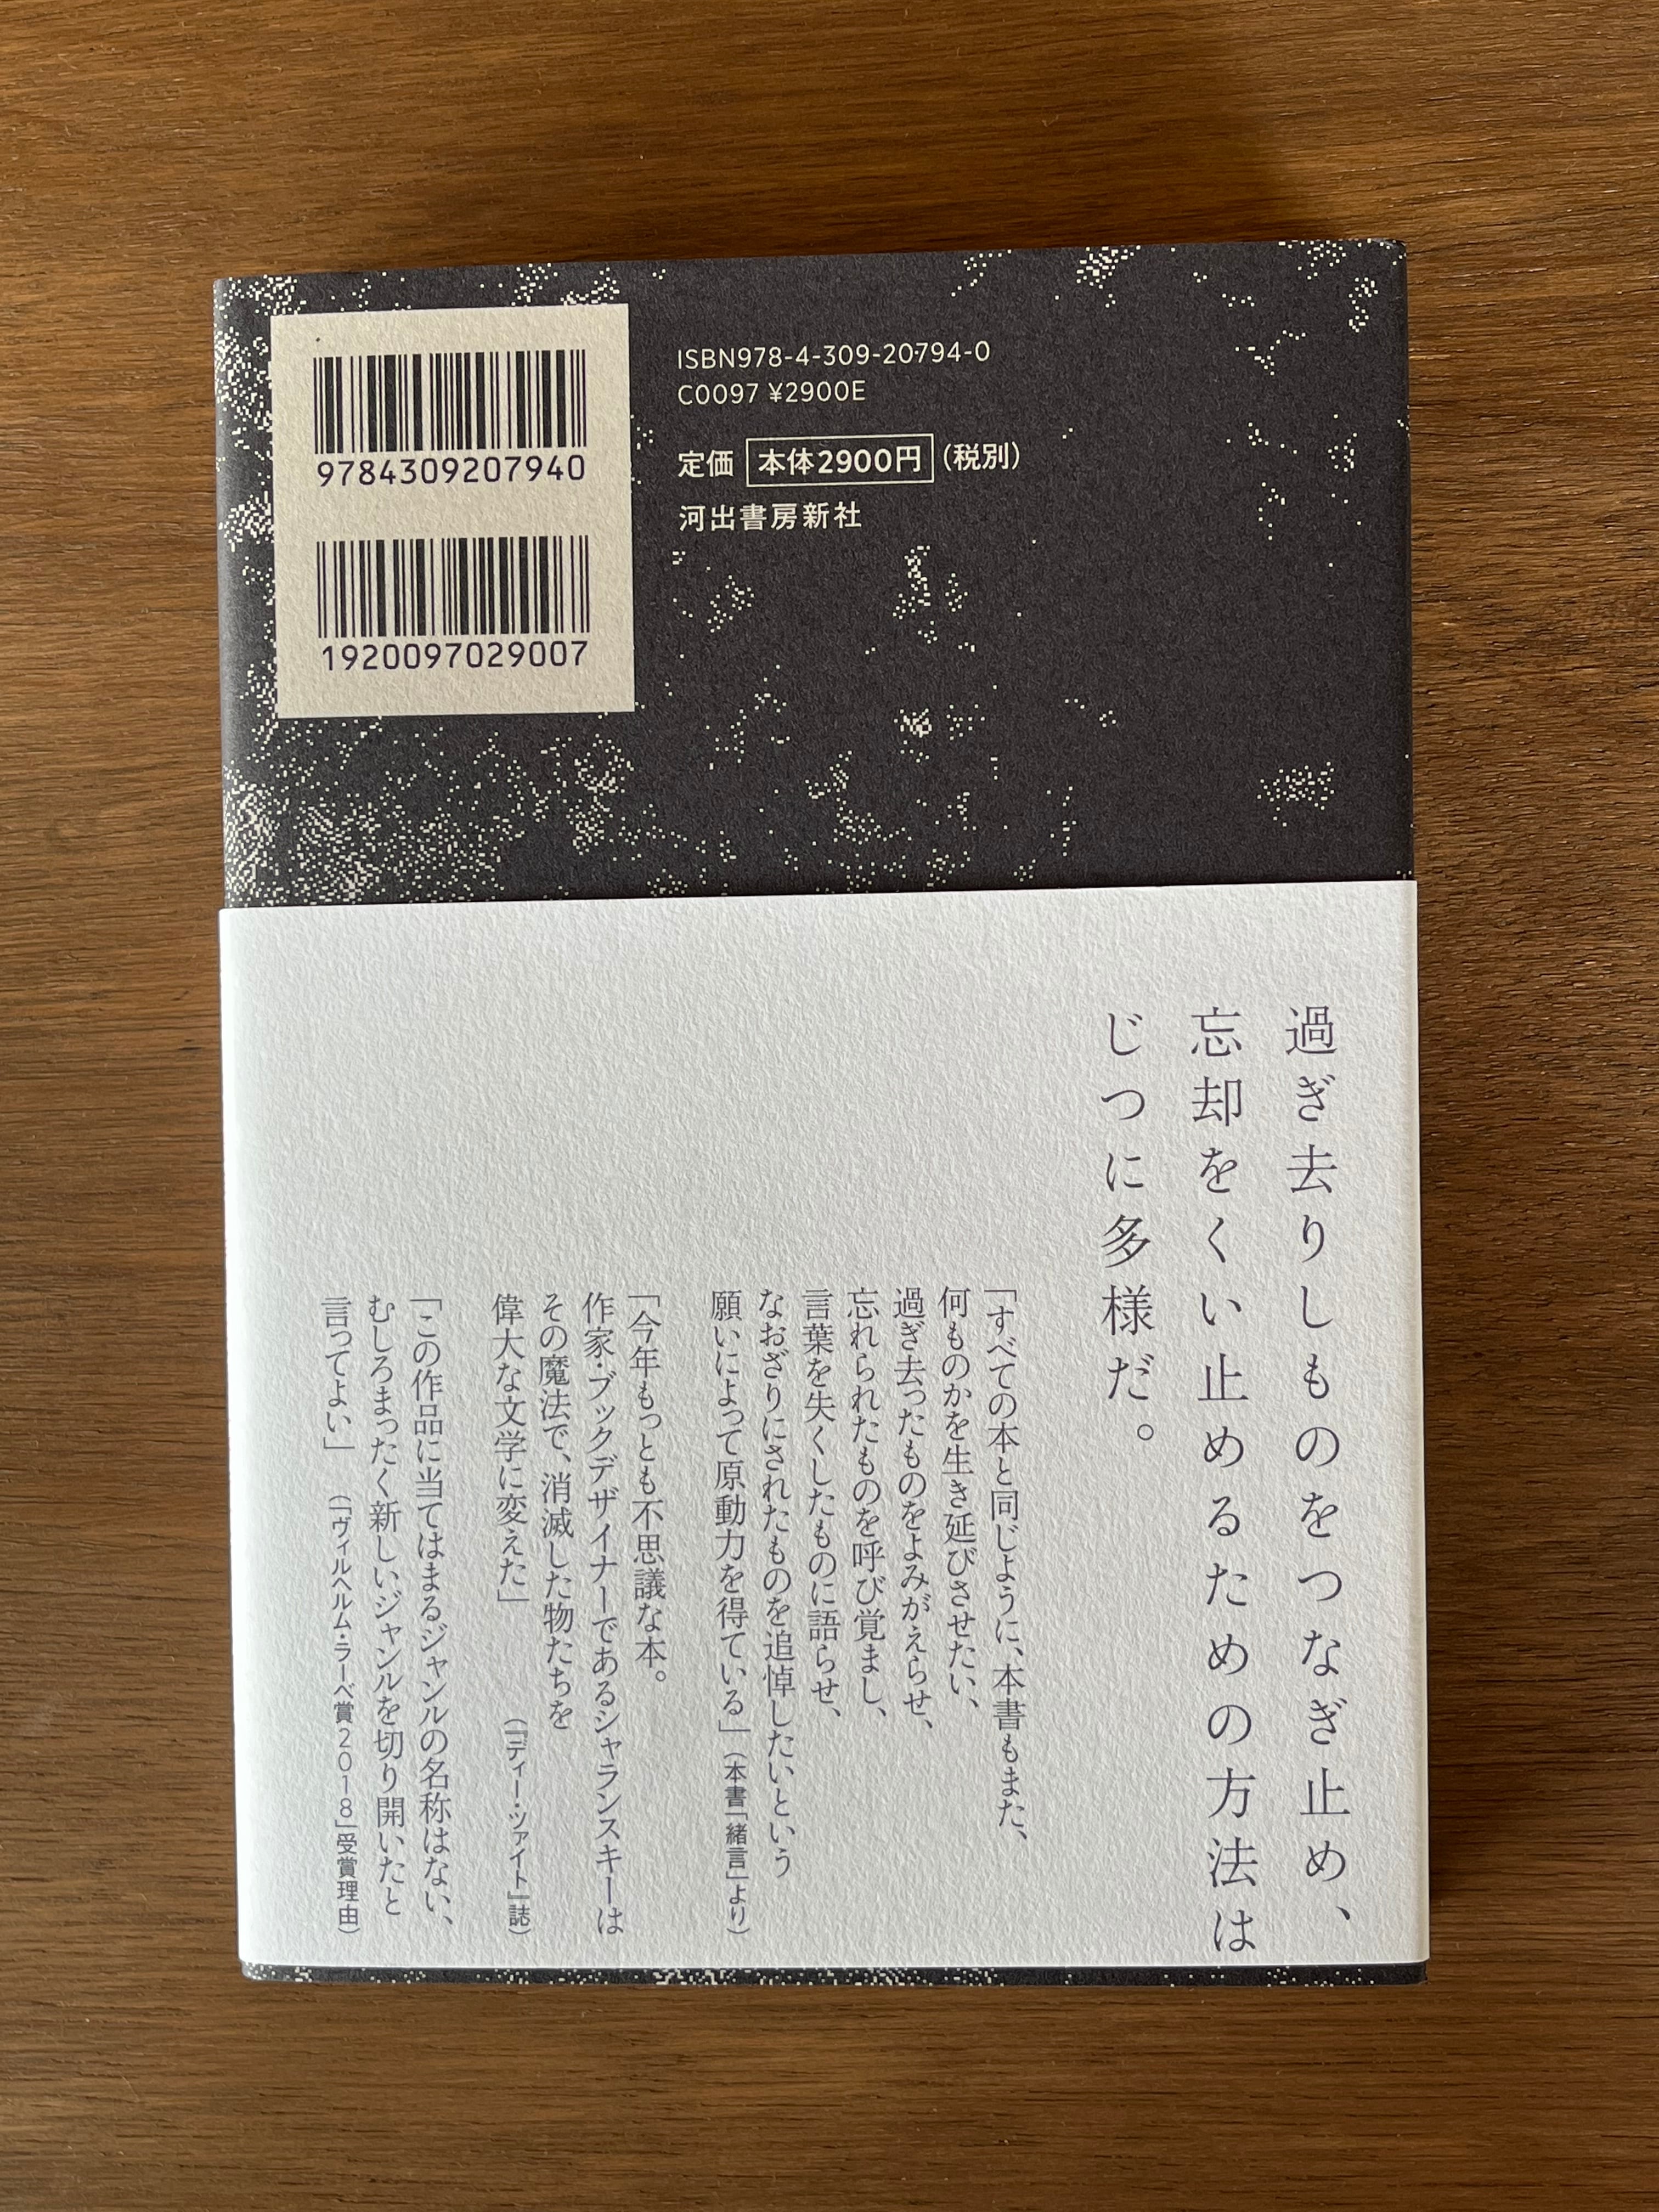 9784309207940
1920097029007
ISBN978-4-309-20794-0
C0097 ¥2900E
定価 本体2900円 (税別)
河出書房新社
過ぎ去りしものをつなぎ止め、
忘却をくい止めるための方法は
じつに多様だ。
「すべての本と同じように、本書もまた、
何ものかを生き延びさせたい、
過ぎ去ったものをよみがえらせ、
忘れられたものを呼び覚まし、
言葉を失くしたものに語らせ、
なおざりにされたものを追悼したいという
願いによって原動力を得ている」(本書「緒言」より)
「今年もっとも不思議な本。
作家・ブックデザイナーであるシャランスキーは
その魔法で、消滅した物たちを
偉大な文学に変えた」 (『ディー・ツァイト』誌)
「この作品に当てはまるジャンルの名称はない、
むしろまったく新しいジャンルを切り開いたと
言ってよい」 (「ヴィルヘルム・ラーベ賞2018」受賞理由)